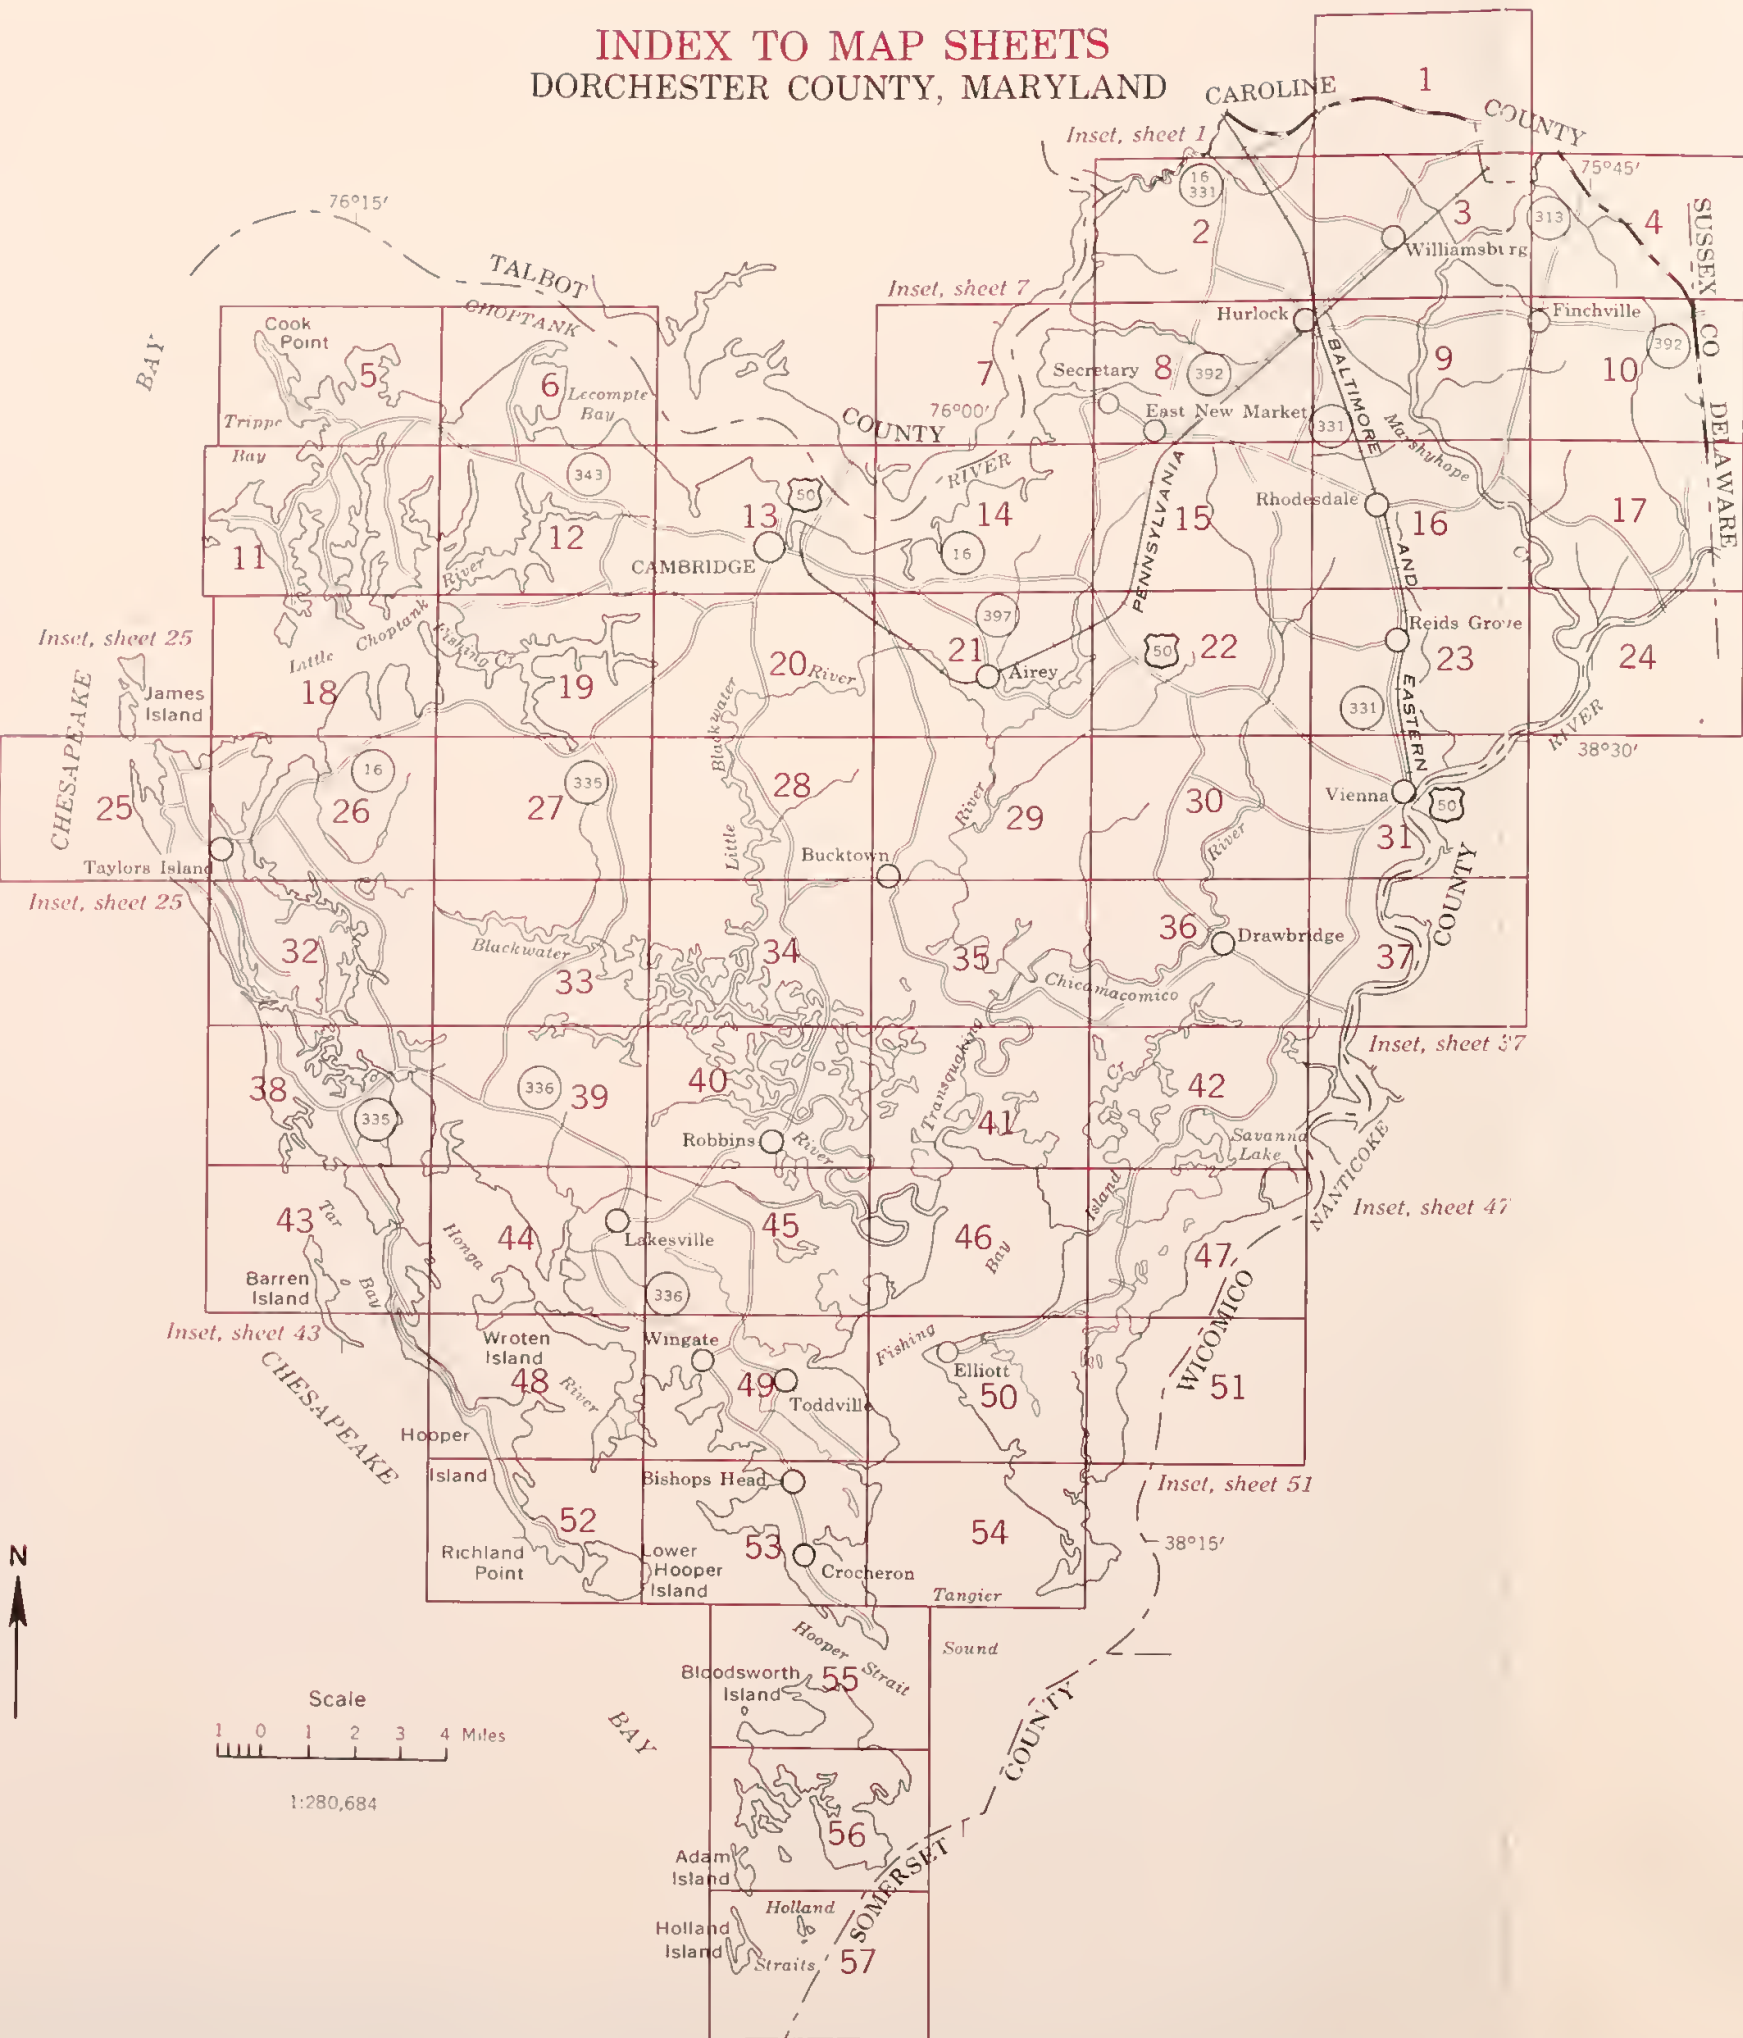 INDEX TO MAP SHEETS
DORCHESTER COUNTY, MARYLAND
CAROLINE
COUNTY
1
Inset, sheet 1
75°45′
76°15′
16
331
2
3
313
4
SUSSEX CO
DELAWARE
Williamsburg
TALBOT
COUNTY
CHOPTANK
RIVER
Inset, sheet 7
Hurlock
Finchville
BAY
Cook
Point
5
6
Lecompte
Bay
7
Secretary
8
392
9
392
10
76°00′
East New Market
331
BALTIMORE
AND
EASTERN
Marshyhope
Cr
Trippe
Bay
343
50
PENNSYLVANIA
11
12
13
14
15
Rhodesdale
16
17
CAMBRIDGE
16
River
Choptank
Little
Fishing Cr
397
Reids Grove
Inset, sheet 25
James
Island
18
19
20
River
21
Airey
50
22
23
24
331
RIVER
38°30′
CHESAPEAKE
Blackwater
Little
25
16
26
27
335
28
River
29
30
River
Vienna
50
31
Taylors Island
Bucktown
COUNTY
Inset, sheet 25
32
Blackwater
33
34
35
36
Drawbridge
37
Chicamacomico
Transquaking
Inset, sheet 37
38
335
336
39
40
41
Cr
42
Robbins
River
Savanna
Lake
NANTICOKE
Island
Inset, sheet 47
43
Tar
Bay
Honga
44
Lakesville
45
46
Bay
47
Barren
Island
336
WICOMICO
Inset, sheet 43
Wroten
Island
Wingate
Fishing
Elliott
CHESAPEAKE
48
River
49
Toddville
50
51
Hooper
Island
Bishops Head
Inset, sheet 51
52
53
54
38°15′
Richland
Point
Lower
Hooper
Island
Crocheron
Tangier
Sound
N
Hooper
Strait
Bloodsworth
Island
55
COUNTY
Scale
1 0 1 2 3 4 Miles
BAY
1:280,684
56
Adam
Island
SOMERSET
Holland
Straits
Holland
Island
57